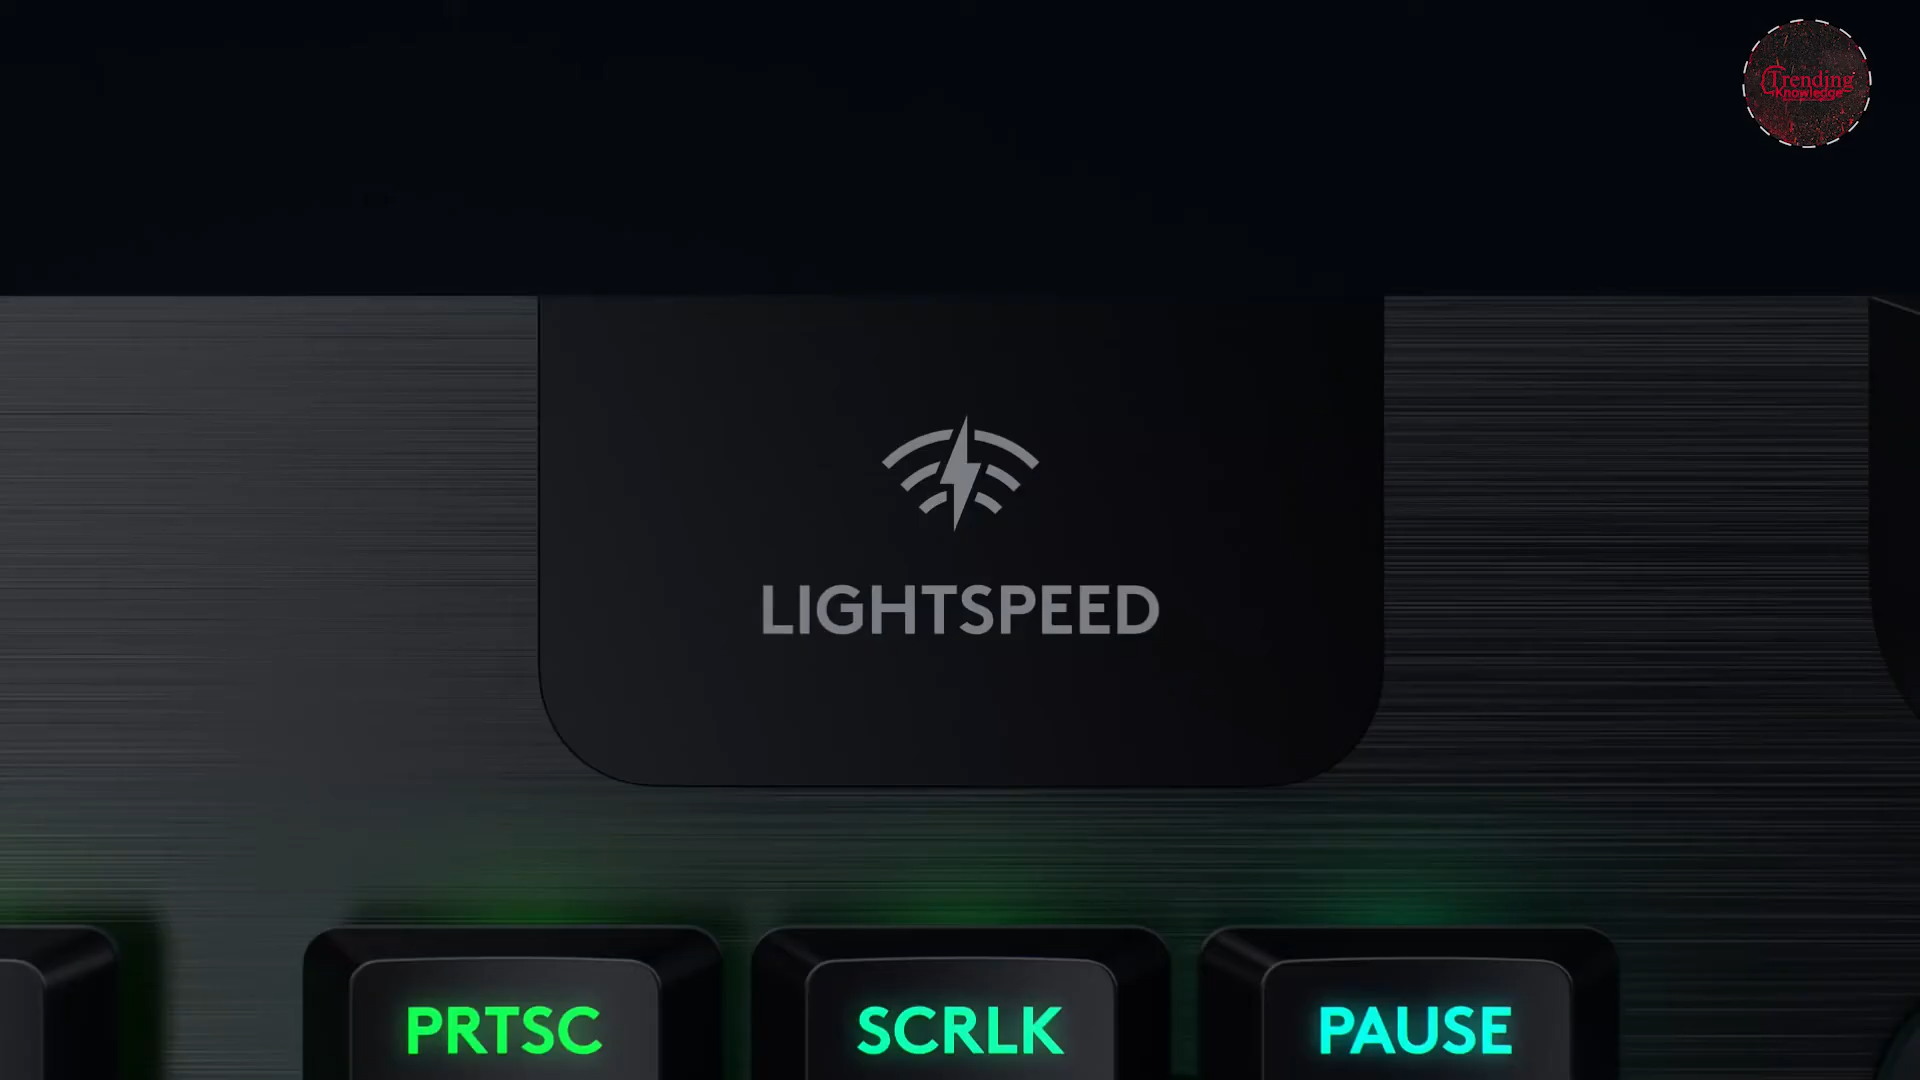 Trending
Knowledge
LIGHTSPEED
PRTSC
SCRLK
PAUSE